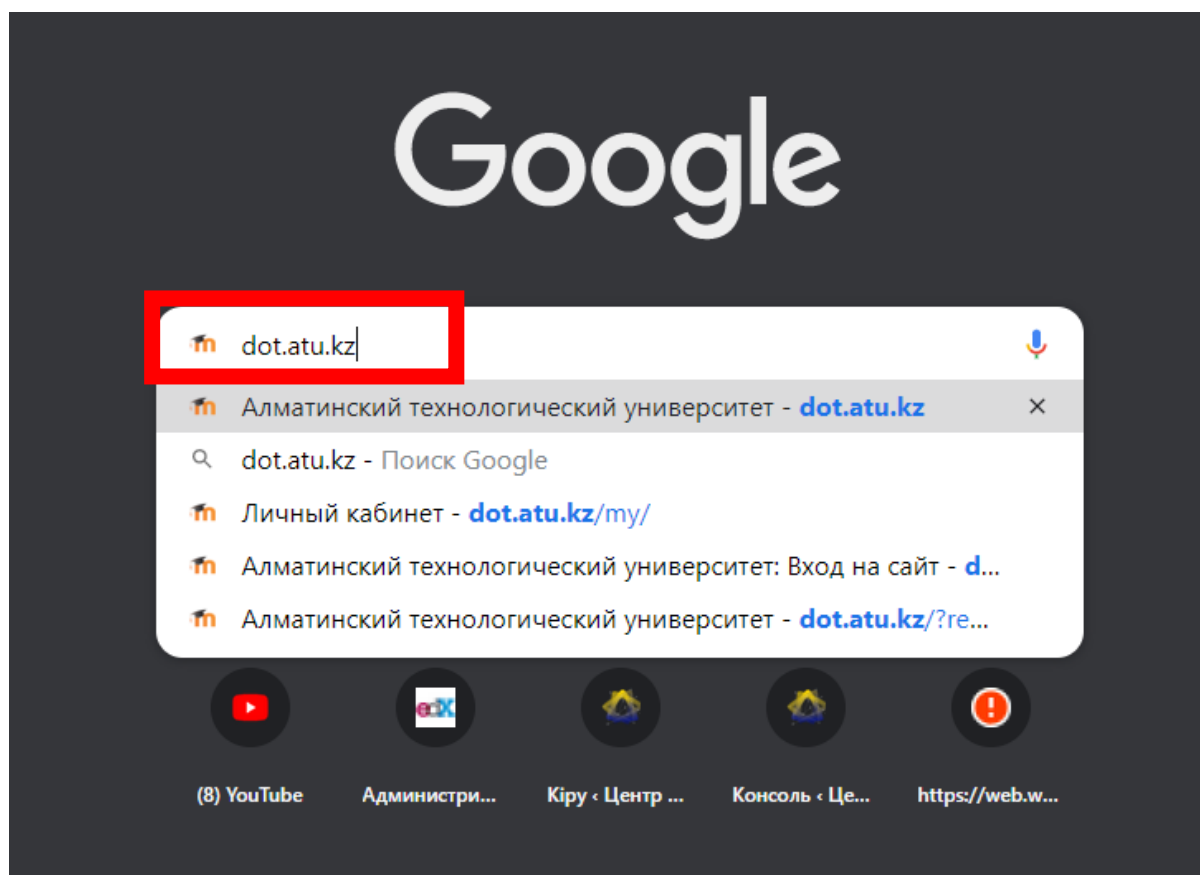 Google
dot.atu.kz
Алматинский технологический университет - dot.atu.kz
dot.atu.kz - Поиск Google
Личный кабинет - dot.atu.kz/my/
Алматинский технологический университет: Вход на сайт - d...
Алматинский технологический университет - dot.atu.kz/?re...
edX
(8) YouTube Администри... Кіру ‹ Центр ... Консоль ‹ Це... https://web.w...